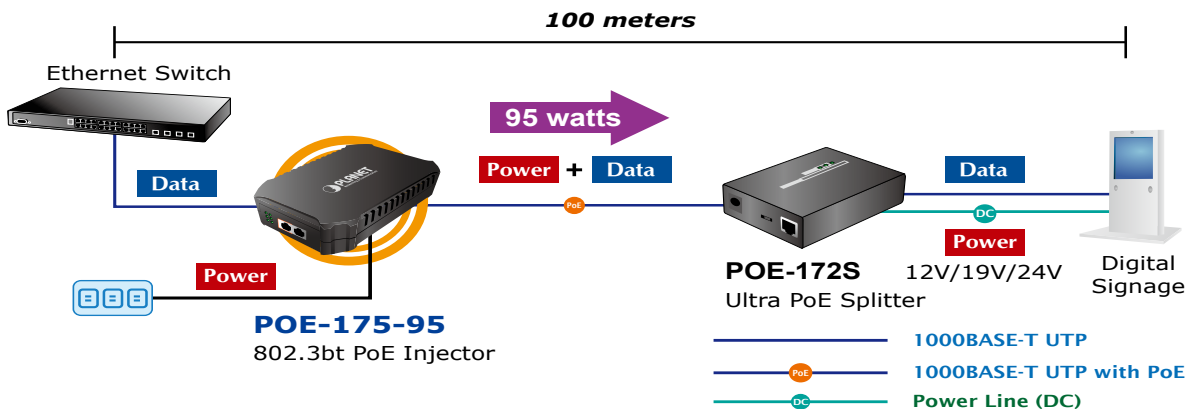 100 meters
Ethernet Switch
95 watts
Data
Power + Data
Data
PLANET
PoE
DC
Power
Power
POE-172S
12V/19V/24V
Digital
Signage
Ultra PoE Splitter
POE-175-95
802.3bt PoE Injector
1000BASE-T UTP
PoE
1000BASE-T UTP with PoE
DC
Power Line (DC)